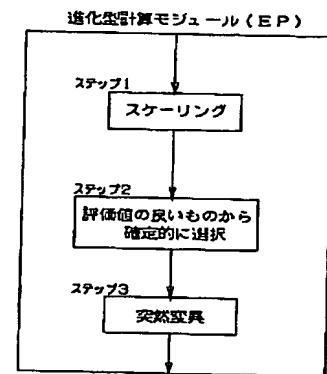 進化型計算モジュール(EP)
ステップ1
スケーリング
ステップ2
評価値の良いものから
確定的に選択
ステップ3
突然変異